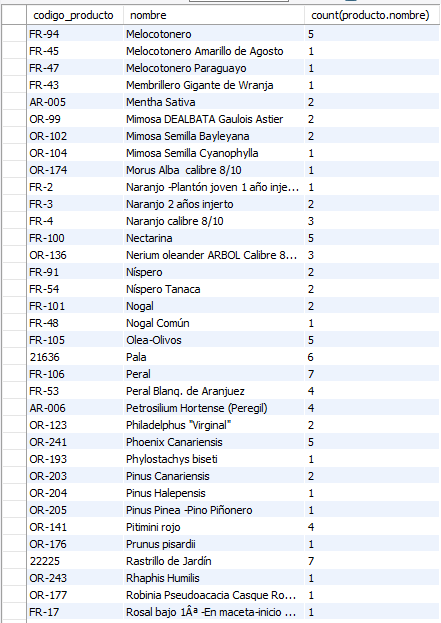 codigo_producto nombre count(producto.nombre)
FR-94 Melocotonero 5
FR-45 Melocotonero Amarillo de Agosto 1
FR-47 Melocotonero Paraguayo 1
FR-43 Membrillero Gigante de Wranja 1
AR-005 Mentha Sativa 2
OR-99 Mimosa DEALBATA Gaulois Astier 2
OR-102 Mimosa Semilla Bayleyana 2
OR-104 Mimosa Semilla Cyanophylla 1
OR-174 Morus Alba calibre 8/10 1
FR-2 Naranjo -Plantón joven 1 año inje... 1
FR-3 Naranjo 2 años injerto 2
FR-4 Naranjo calibre 8/10 3
FR-100 Nectarina 5
OR-136 Nerium oleander ARBOL Calibre 8... 3
FR-91 Níspero 2
FR-54 Níspero Tanaca 2
FR-101 Nogal 2
FR-48 Nogal Común 1
FR-105 Olea-Olivos 5
21636 Pala 6
FR-106 Peral 7
FR-53 Peral Blanq. de Aranjuez 4
AR-006 Petrosilium Hortense (Peregil) 4
OR-123 Philadelphus "Virginal" 2
OR-241 Phoenix Canariensis 5
OR-193 Phylostachys biseti 1
OR-203 Pinus Canariensis 2
OR-204 Pinus Halepensis 1
OR-205 Pinus Pinea -Pino Piñonero 1
OR-141 Pitimini rojo 4
OR-176 Prunus pisardii 1
22225 Rastrillo de Jardín 7
OR-243 Rhaphis Humilis 1
OR-177 Robinia Pseudoacacia Casque Ro... 1
FR-17 Rosal bajo 1Âª -En maceta-inicio ... 1